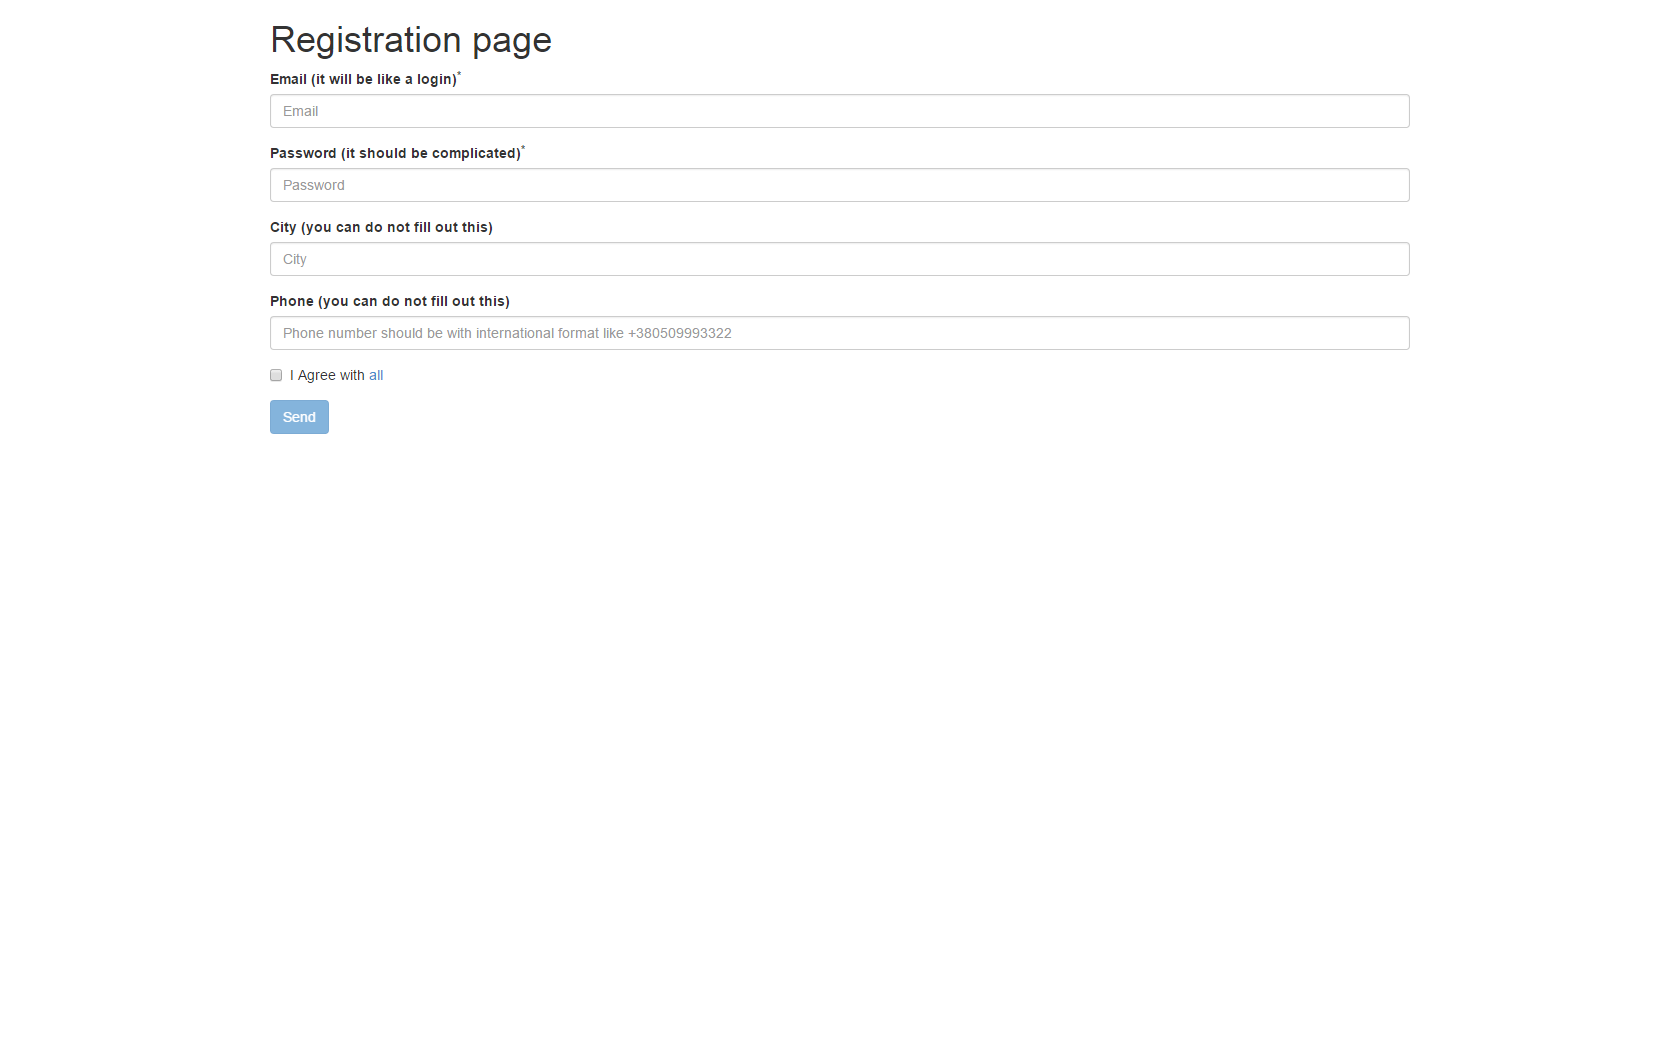 Registration page
Email (it will be like a login)*
Email
Password (it should be complicated)*
Password
City (you can do not fill out this)
City
Phone (you can do not fill out this)
Phone number should be with international format like +380509993322
I Agree with all
Send